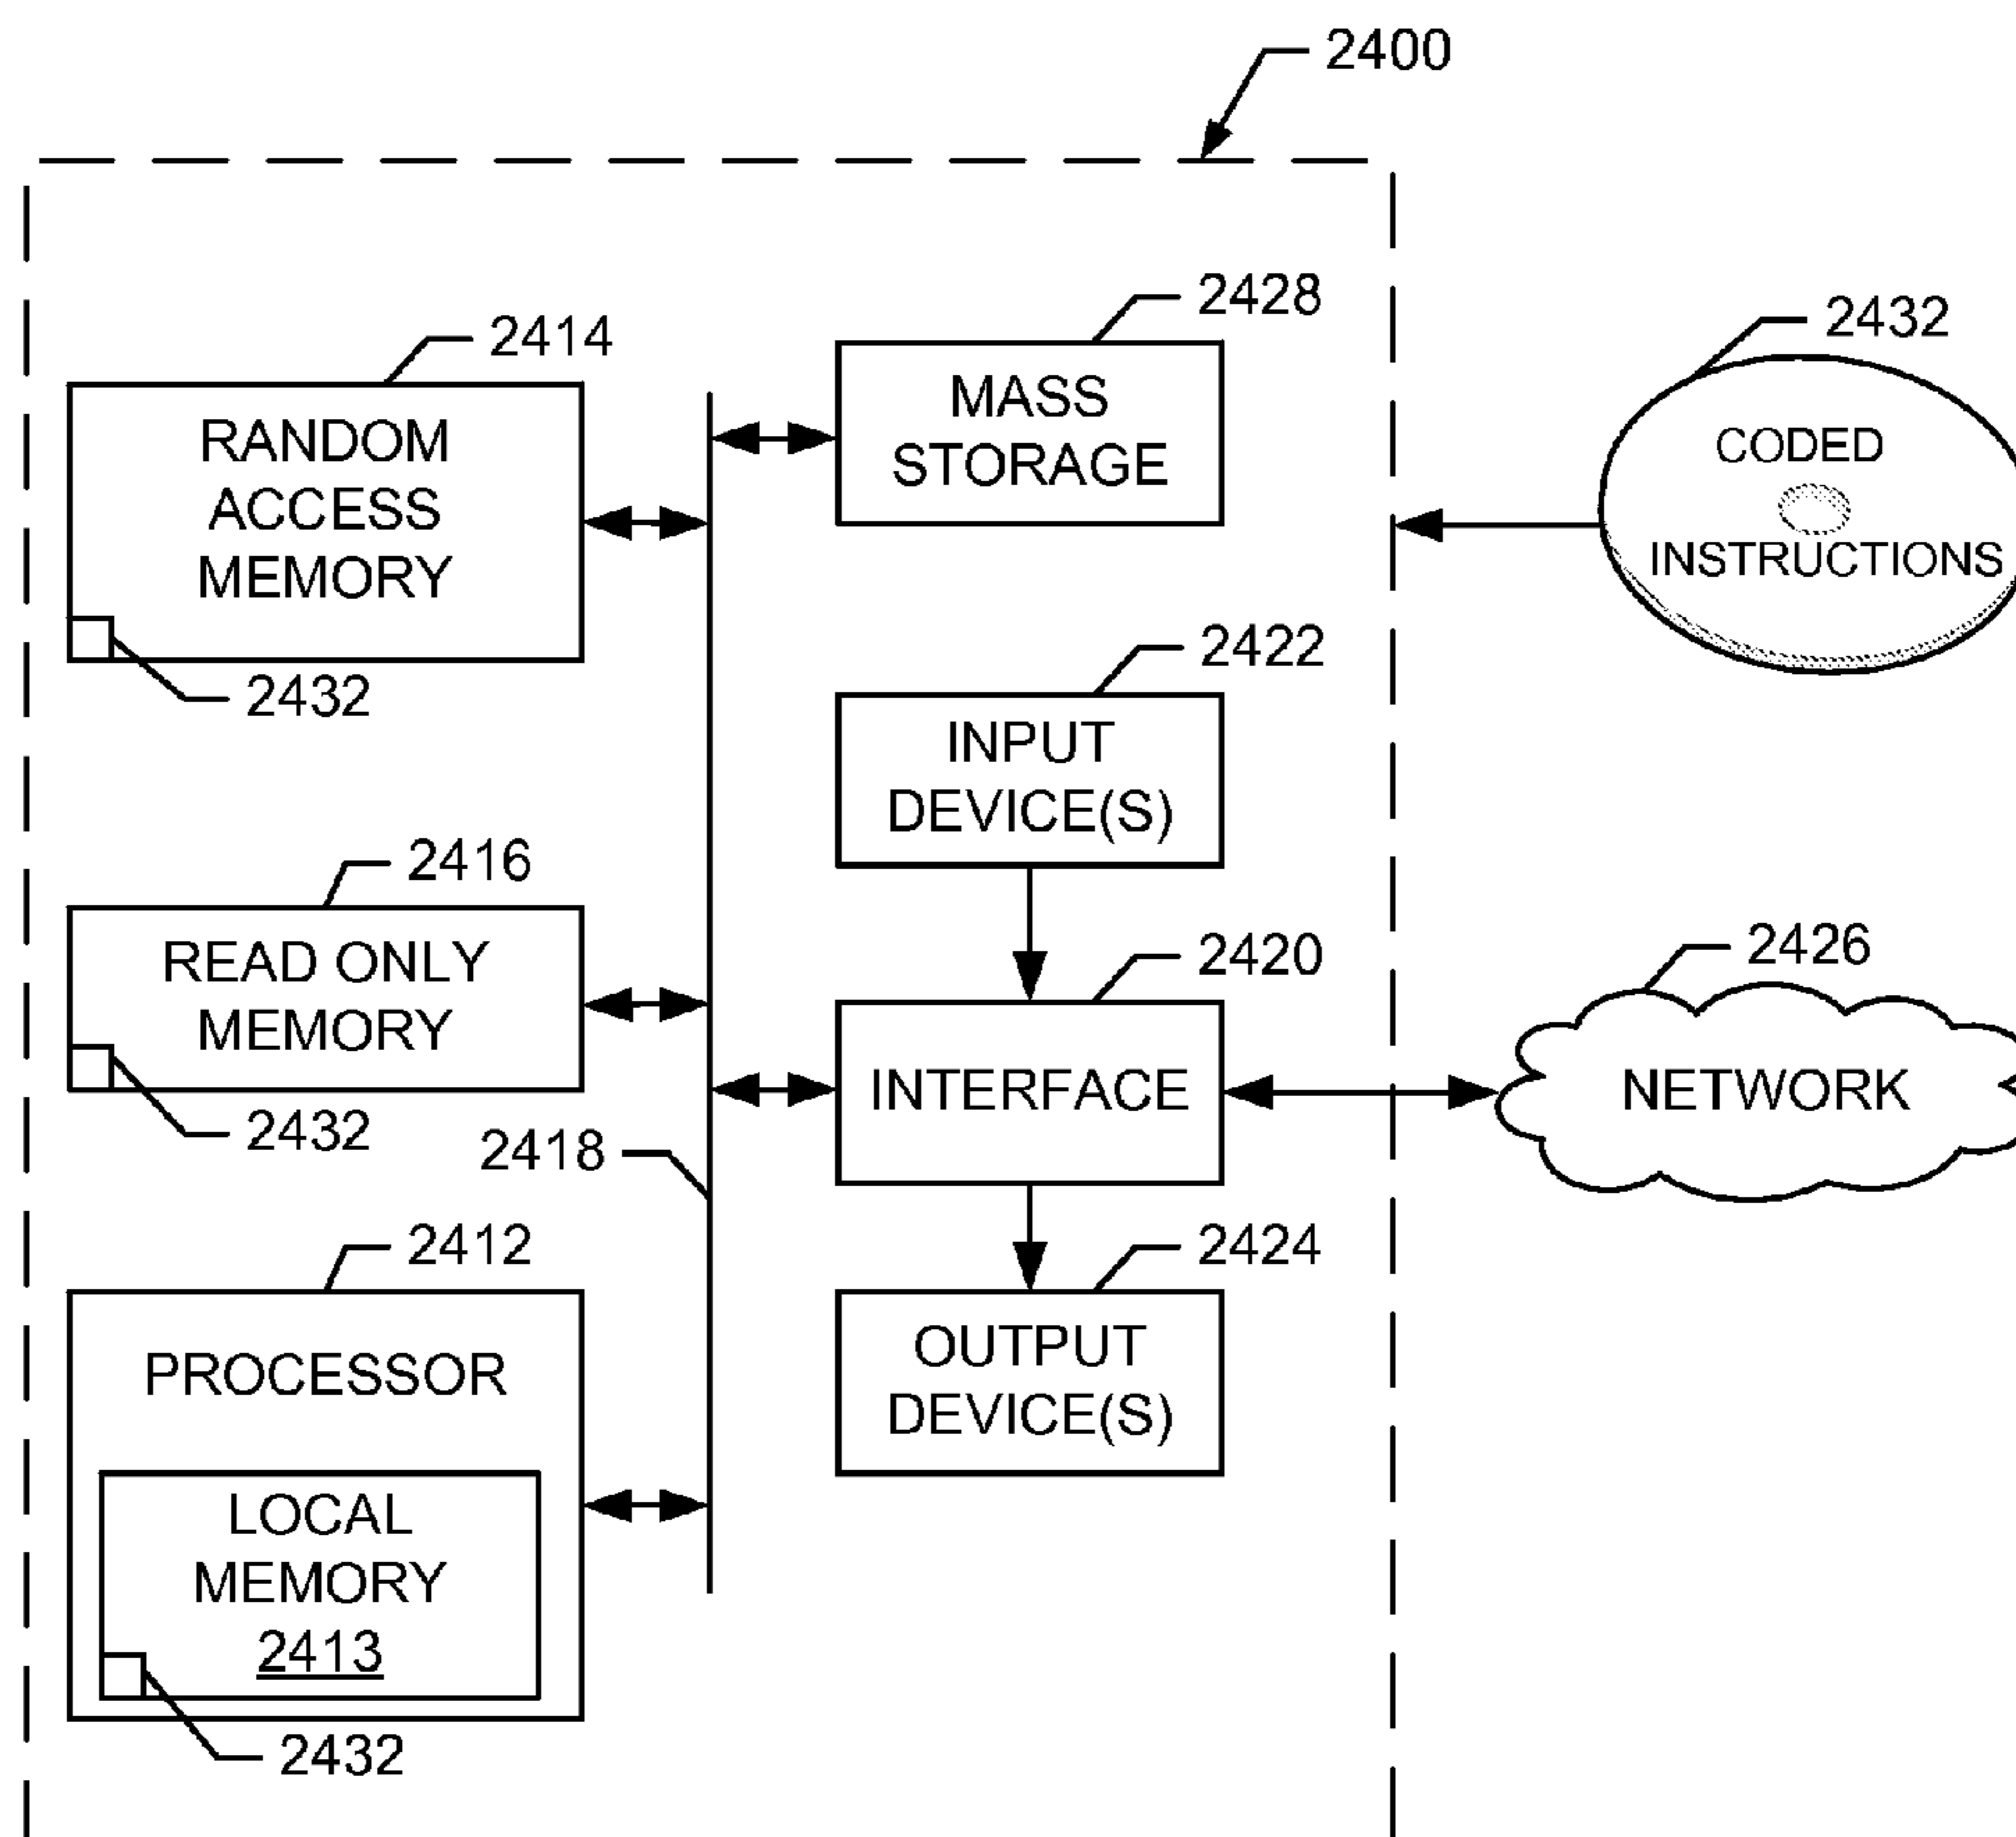 2400
2428
2414
MASS
STORAGE
RANDOM
ACCESS
MEMORY
2432
2432
CODED
INSTRUCTIONS
2422
INPUT
DEVICE(S)
2416
READ ONLY
MEMORY
2432
2420
INTERFACE
2426
NETWORK
2418
2412
PROCESSOR
LOCAL
MEMORY
2413
2432
2424
OUTPUT
DEVICE(S)